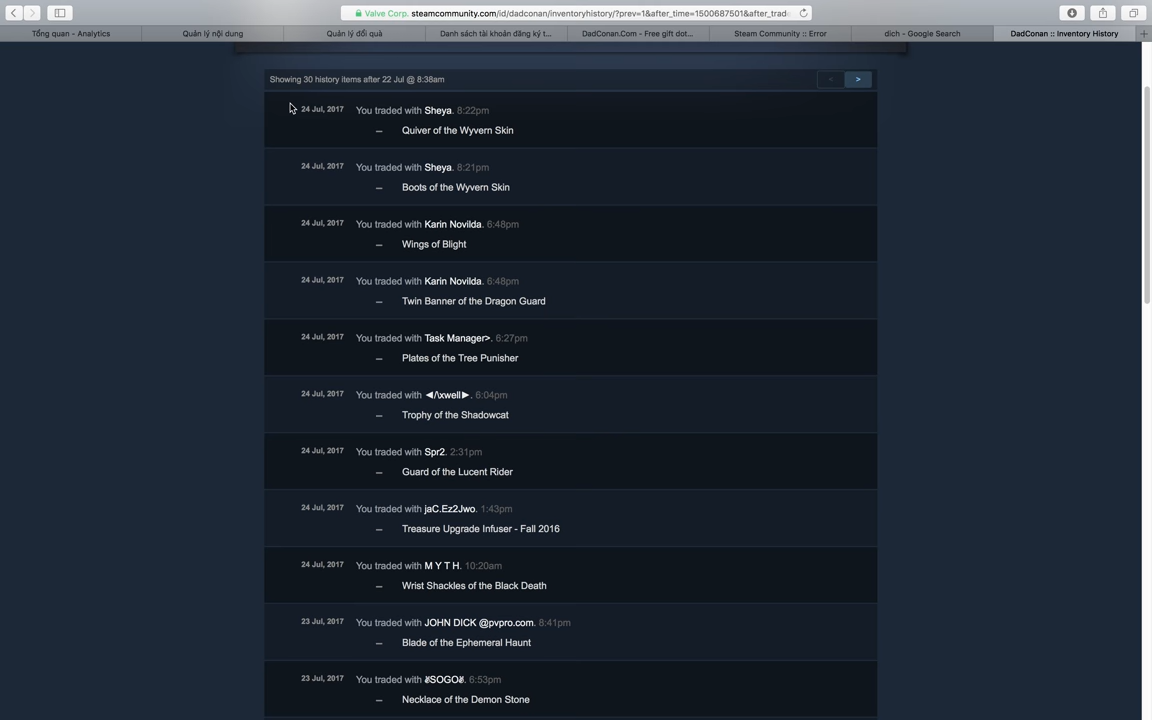 Valve Corp. steamcommunity.com/id/dadconan/inventoryhistory/?prev=1&after_time=1500687501&after_trad
Tổng quan - Analytics
Quản lý nội dung
Quản lý đổi quà
Danh sách tài khoản đăng ký t...
DadConan.Com - Free gift dot...
Steam Community :: Error
dich - Google Search
DadConan :: Inventory History
Showing 30 history items after 22 Jul @ 8:38am
< >
24 Jul, 2017 You traded with Sheya. 8:22pm
– Quiver of the Wyvern Skin
24 Jul, 2017 You traded with Sheya. 8:21pm
– Boots of the Wyvern Skin
24 Jul, 2017 You traded with Karin Novilda. 6:48pm
– Wings of Blight
24 Jul, 2017 You traded with Karin Novilda. 6:48pm
– Twin Banner of the Dragon Guard
24 Jul, 2017 You traded with Task Manager>. 6:27pm
– Plates of the Tree Punisher
24 Jul, 2017 You traded with ◄/\xwell►. 6:04pm
– Trophy of the Shadowcat
24 Jul, 2017 You traded with Spr2. 2:31pm
– Guard of the Lucent Rider
24 Jul, 2017 You traded with jaC.Ez2Jwo. 1:43pm
– Treasure Upgrade Infuser - Fall 2016
24 Jul, 2017 You traded with M Y T H. 10:20am
– Wrist Shackles of the Black Death
23 Jul, 2017 You traded with JOHN DICK @pvpro.com. 8:41pm
– Blade of the Ephemeral Haunt
23 Jul, 2017 You traded with SOGO. 6:53pm
– Necklace of the Demon Stone